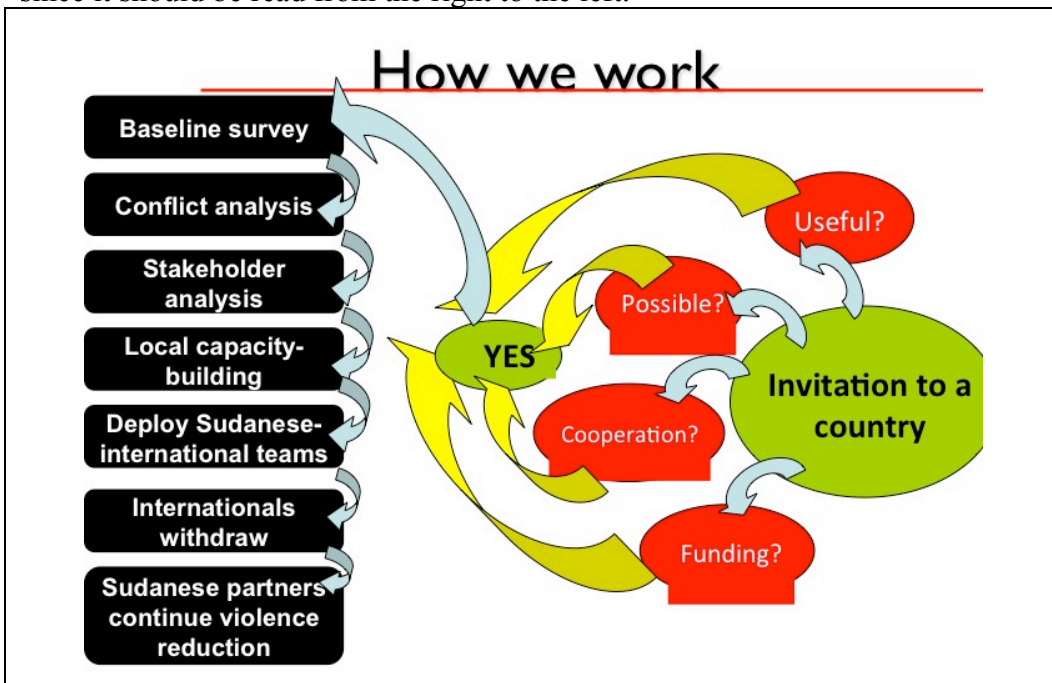 since it should be read from the right to the left.
How we work
Baseline survey
Conflict analysis
Stakeholder
analysis
Local capacity-
building
Deploy Sudanese-
international teams
Internationals
withdraw
Sudanese partners
continue violence
reduction
YES
Useful?
Possible?
Cooperation?
Funding?
Invitation to a
country